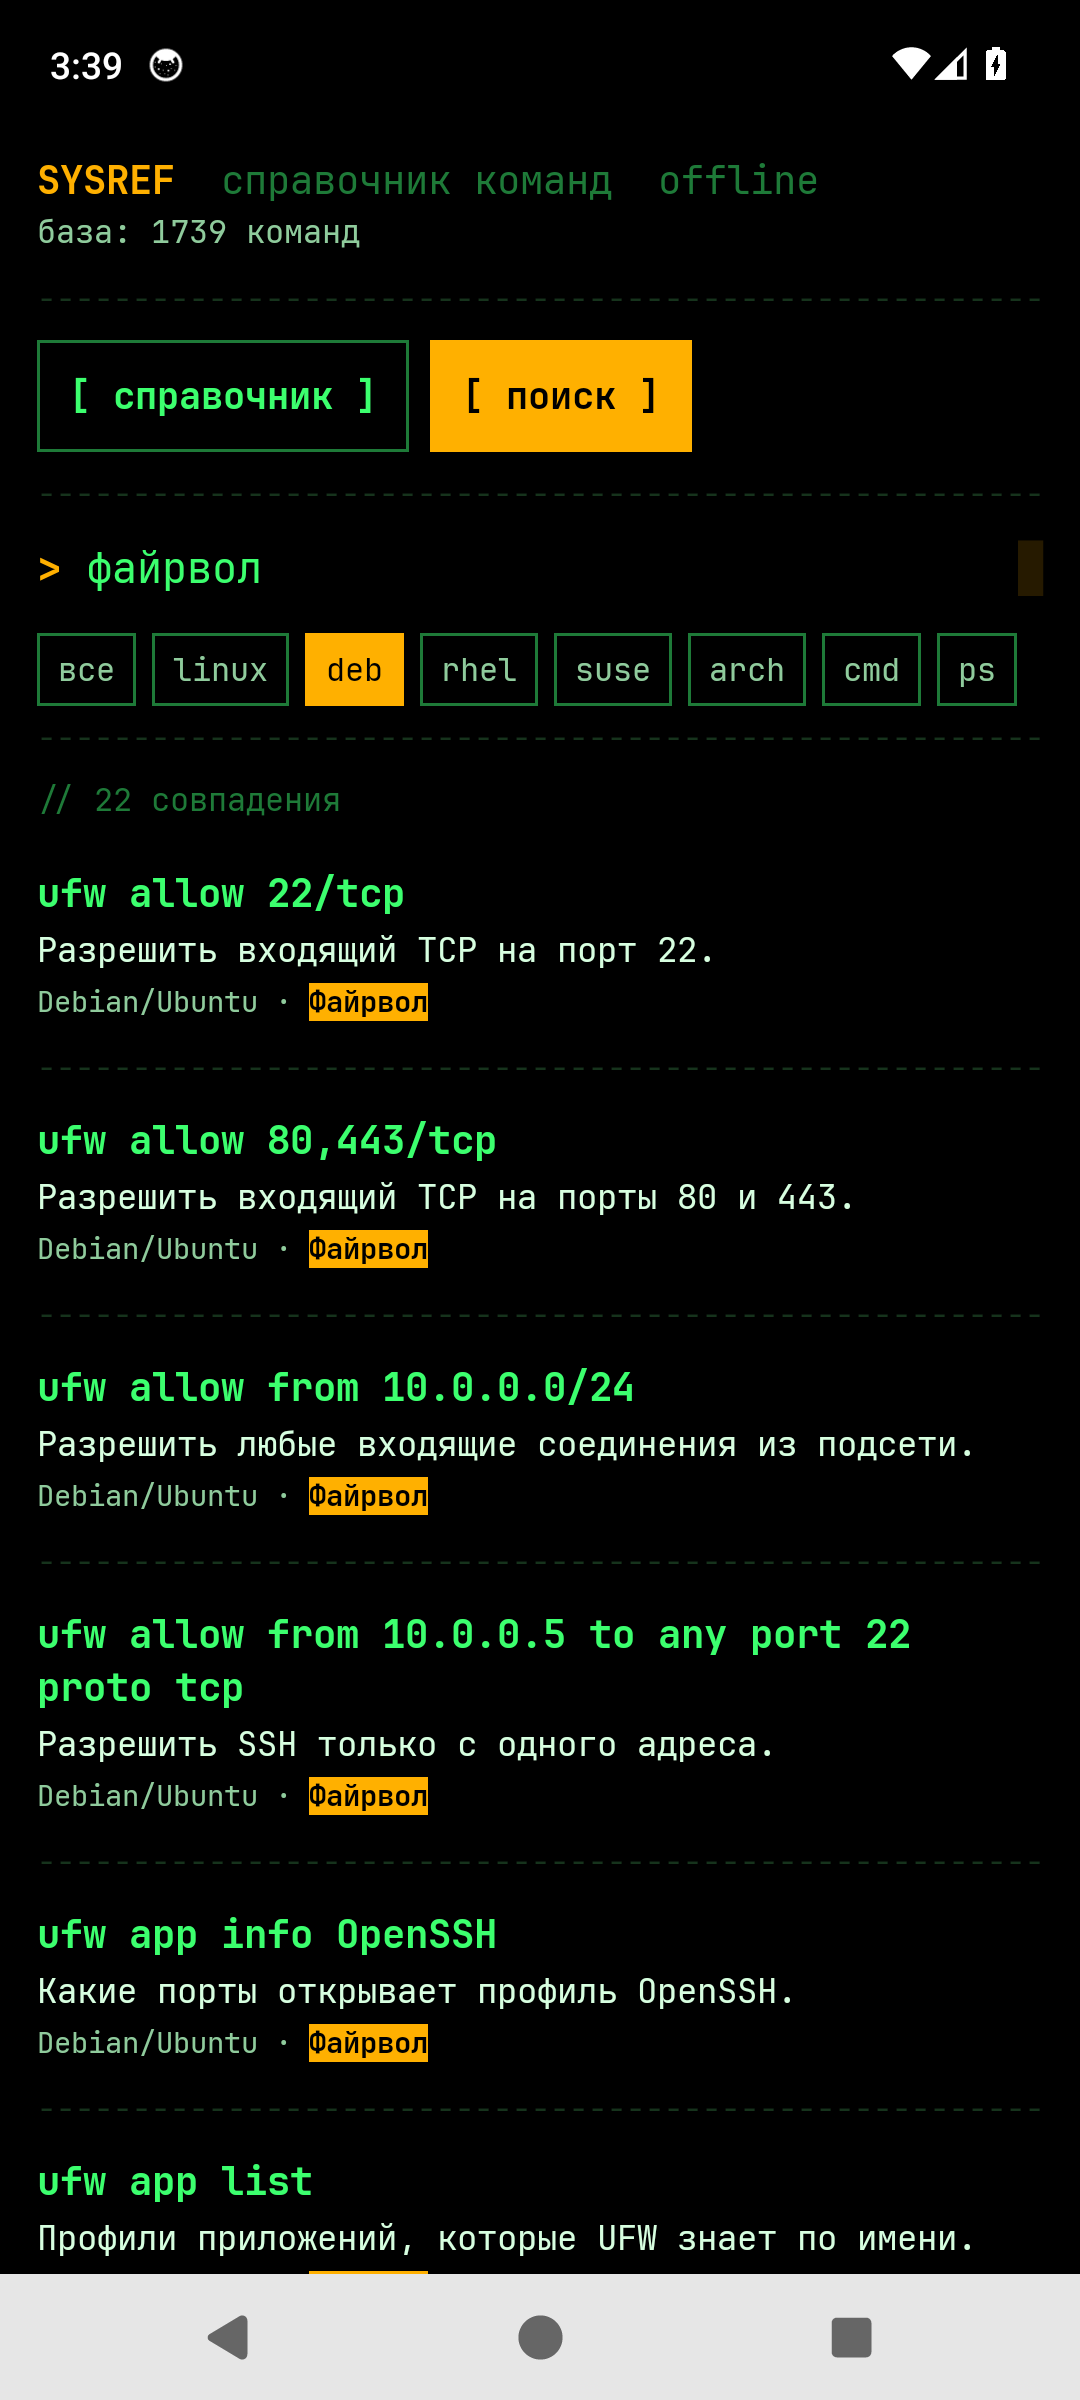 3:39
SYSREF справочник команд offline
база: 1739 команд
[ справочник ] [ поиск ]
> файрвол
все linux deb rhel suse arch cmd ps
// 22 совпадения
ufw allow 22/tcp
Разрешить входящий TCP на порт 22.
Debian/Ubuntu · Файрвол
ufw allow 80,443/tcp
Разрешить входящий TCP на порты 80 и 443.
Debian/Ubuntu · Файрвол
ufw allow from 10.0.0.0/24
Разрешить любые входящие соединения из подсети.
Debian/Ubuntu · Файрвол
ufw allow from 10.0.0.5 to any port 22
proto tcp
Разрешить SSH только с одного адреса.
Debian/Ubuntu · Файрвол
ufw app info OpenSSH
Какие порты открывает профиль OpenSSH.
Debian/Ubuntu · Файрвол
ufw app list
Профили приложений, которые UFW знает по имени.